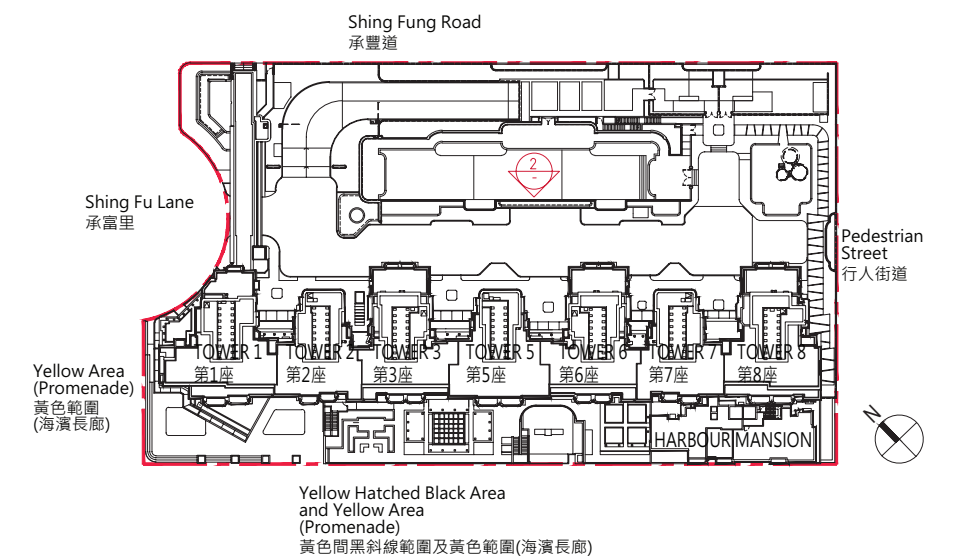 Shing Fung Road
承豐道
2
-
Shing Fu Lane
承富里
Pedestrian
Street
行人街道
TOWER 1
第1座
TOWER 2
第2座
TOWER 3
第3座
TOWER 5
第5座
TOWER 6
第6座
TOWER 7
第7座
TOWER 8
第8座
Yellow Area
(Promenade)
黃色範圍
(海濱長廊)
HARBOUR MANSION
N
Yellow Hatched Black Area
and Yellow Area
(Promenade)
黃色間黑斜線範圍及黃色範圍(海濱長廊)